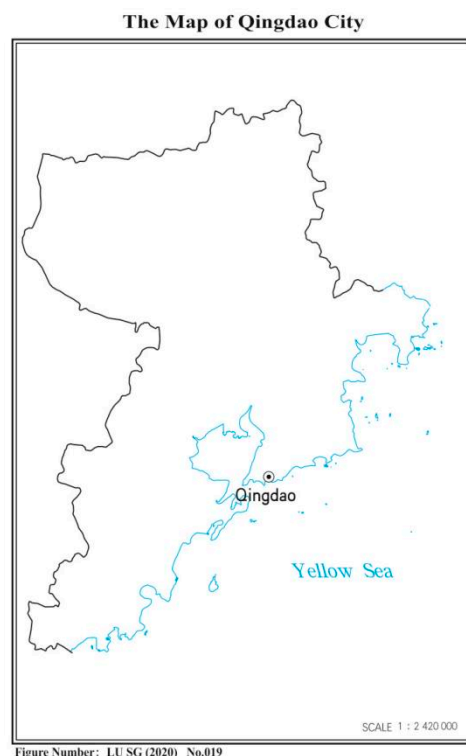 The Map of Qingdao City
Qingdao
Yellow Sea
SCALE 1 : 2 420 000
Figure Number: LU SG (2020) No.019